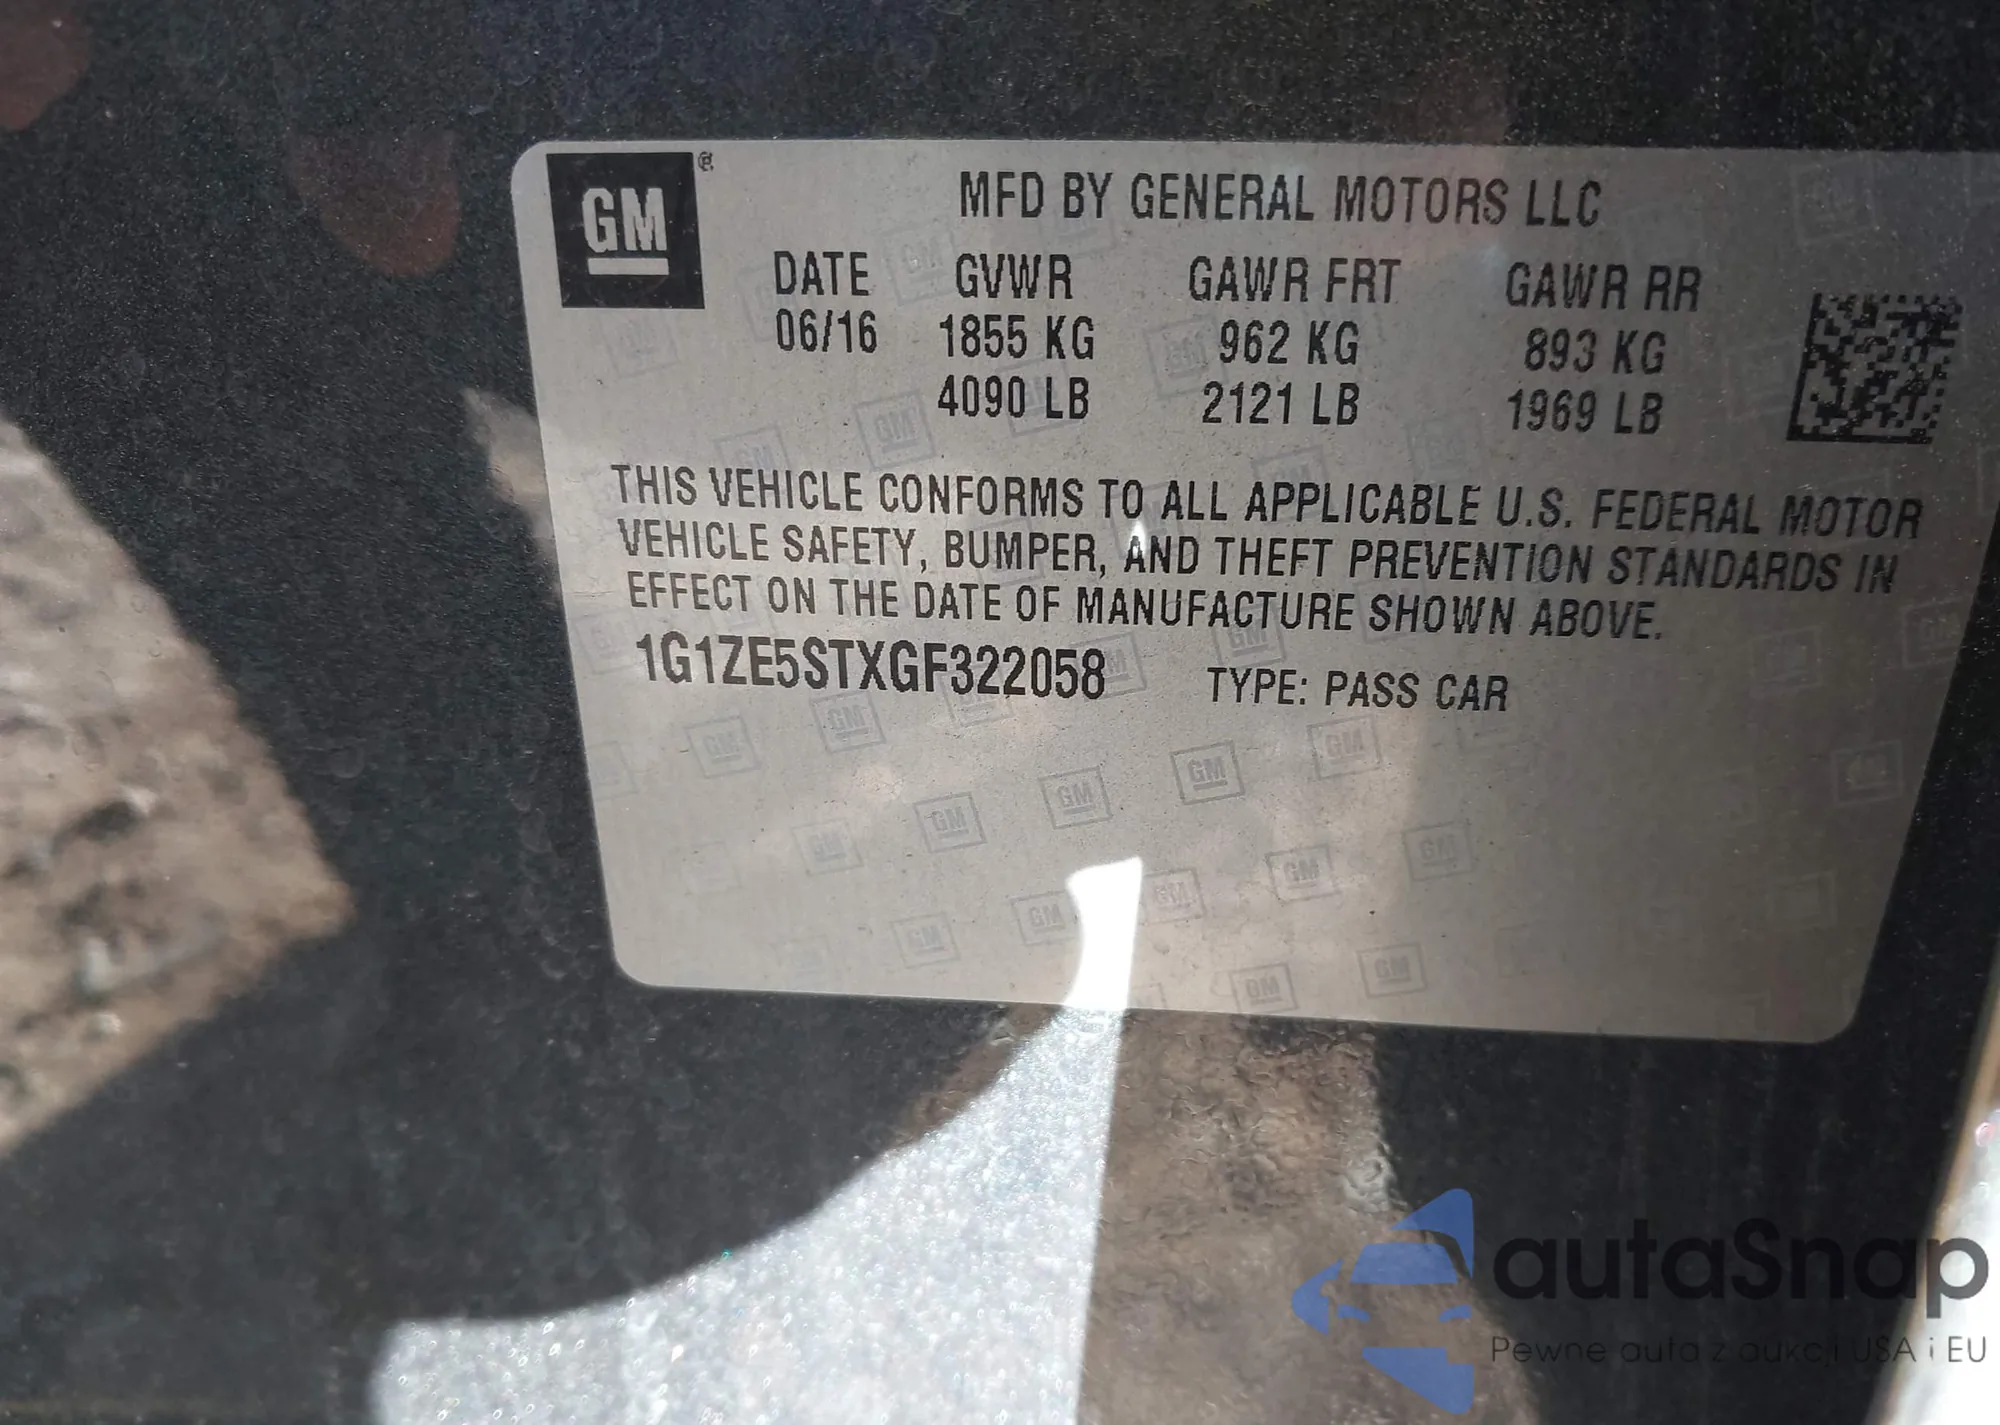 GM
MFD BY GENERAL MOTORS LLC
DATE GVWR GAWR FRT GAWR RR
06/16 1855 KG 962 KG 893 KG
4090 LB 2121 LB 1969 LB
THIS VEHICLE CONFORMS TO ALL APPLICABLE U.S. FEDERAL MOTOR
VEHICLE SAFETY, BUMPER, AND THEFT PREVENTION STANDARDS IN
EFFECT ON THE DATE OF MANUFACTURE SHOWN ABOVE.
1G1ZE5STXGF322058 TYPE: PASS CAR
autaSnap
Pewne auta z aukcji USA i EU